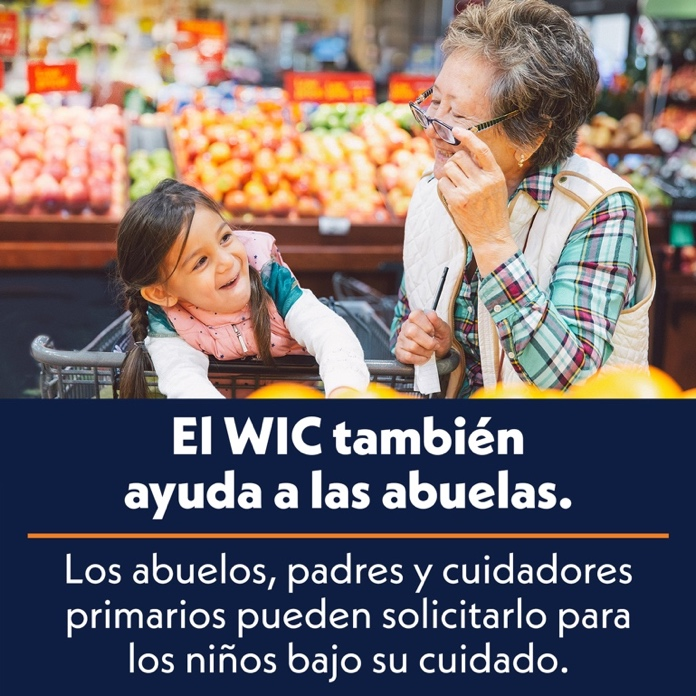 El WIC también
ayuda a las abuelas.
Los abuelos, padres y cuidadores
primarios pueden solicitarlo para
los niños bajo su cuidado.